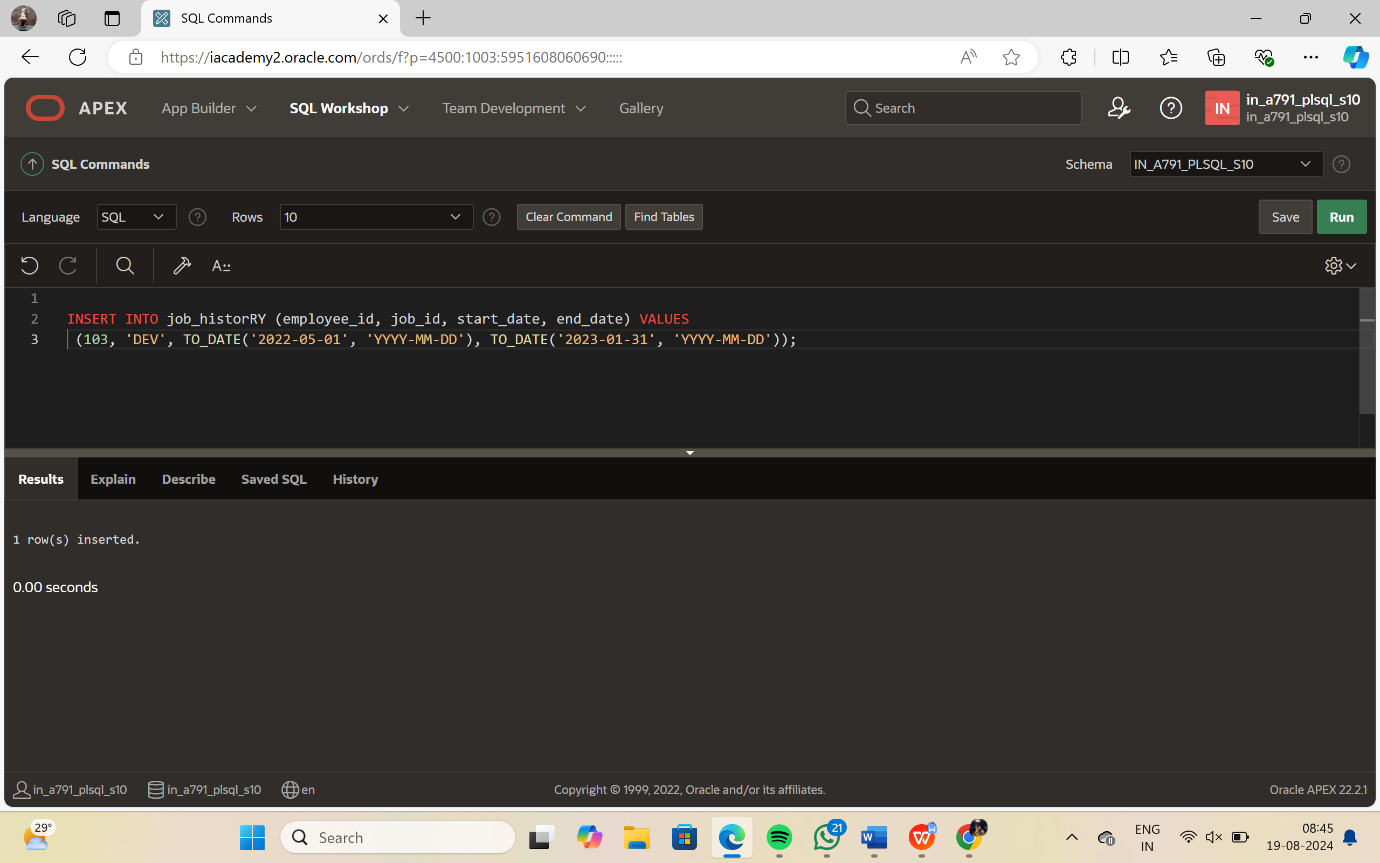 SQL Commands
https://iacademy2.oracle.com/ords/f?p=4500:1003:5951608060690:::::
APEX App Builder SQL Workshop Team Development Gallery Search IN in_a791_plsql_s10
in_a791_plsql_s10
SQL Commands Schema IN_A791_PLSQL_S10
Language SQL Rows 10 Clear Command Find Tables Save Run
A
1
2 INSERT INTO job_historRY (employee_id, job_id, start_date, end_date) VALUES
3 (103, 'DEV', TO_DATE('2022-05-01', 'YYYY-MM-DD'), TO_DATE('2023-01-31', 'YYYY-MM-DD'));
Results Explain Describe Saved SQL History
1 row(s) inserted.
0.00 seconds
in_a791_plsql_s10 in_a791_plsql_s10 en Copyright © 1999, 2022, Oracle and/or its affiliates. Oracle APEX 22.2.1
29° Search 21 W W ENG 08:45
IN 19-08-2024